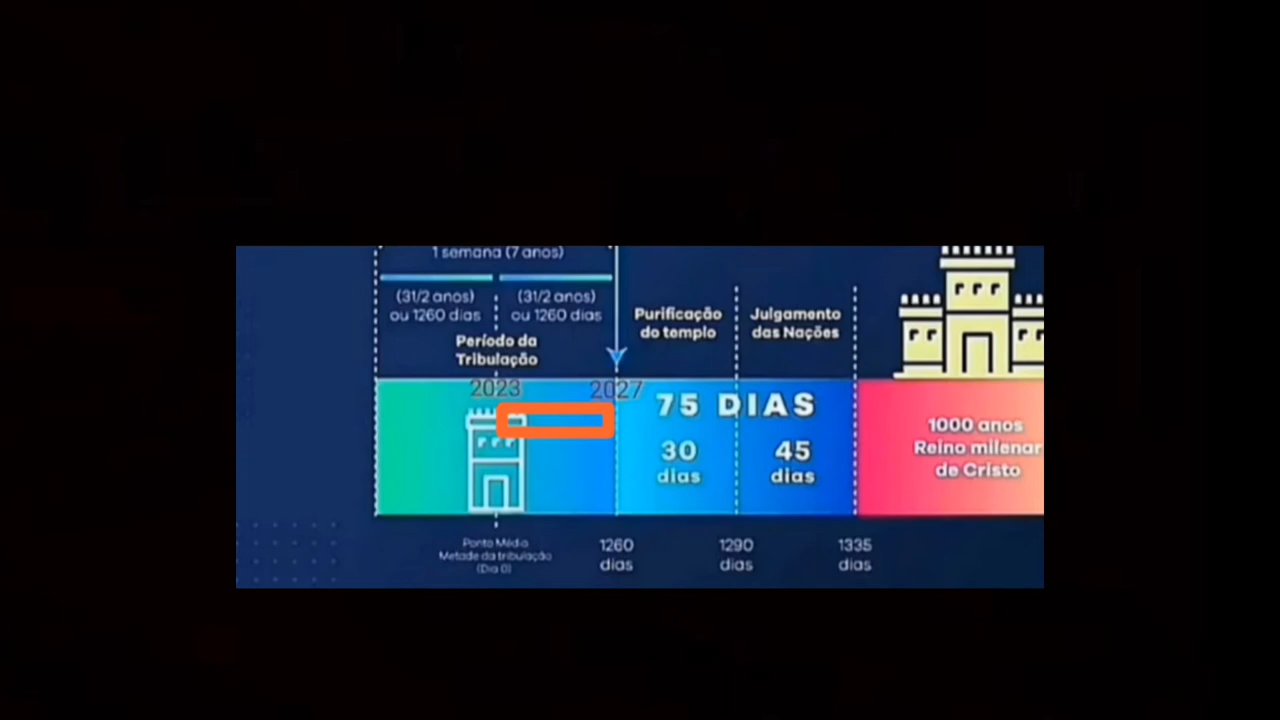 1 semana (7 anos)
(31/2 anos)
ou 1260 dias
(31/2 anos)
ou 1260 dias
Período da
Tribulação
Purificação
do templo
Julgamento
das Nações
2023
2027
75 DIAS
30
dias
45
dias
1000 anos
Reino milenar
de Cristo
Ponto Médio
Metade da tribulação
(Dia 0)
1260
dias
1290
dias
1335
dias